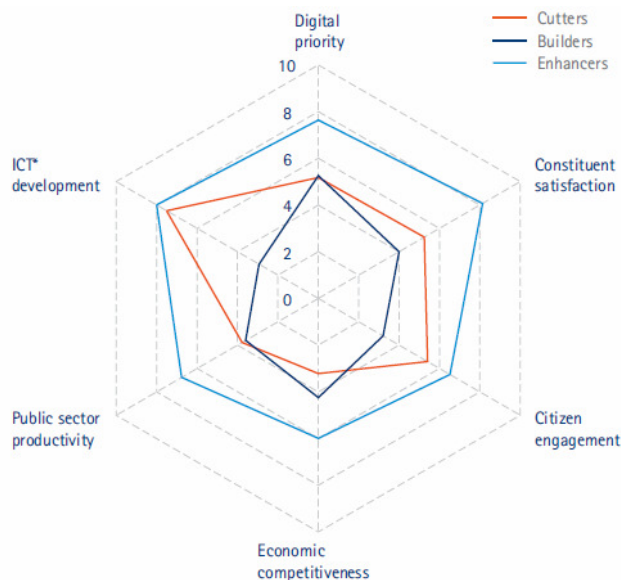 Digital
priority
Cutters
Builders
Enhancers
10
8
6
4
2
0
ICT*
development
Constituent
satisfaction
Public sector
productivity
Citizen
engagement
Economic
competitiveness